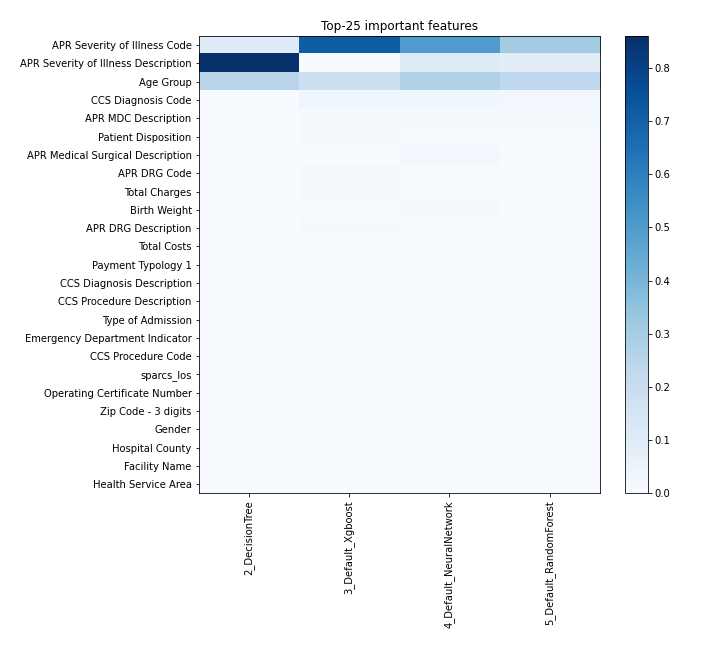 Top-25 important features
APR Severity of Illness Code
APR Severity of Illness Description
Age Group
CCS Diagnosis Code
APR MDC Description
Patient Disposition
APR Medical Surgical Description
APR DRG Code
Total Charges
Birth Weight
APR DRG Description
Total Costs
Payment Typology 1
CCS Diagnosis Description
CCS Procedure Description
Type of Admission
Emergency Department Indicator
CCS Procedure Code
sparcs_los
Operating Certificate Number
Zip Code - 3 digits
Gender
Hospital County
Facility Name
Health Service Area
2_DecisionTree
3_Default_Xgboost
4_Default_NeuralNetwork
5_Default_RandomForest
0.8
0.7
0.6
0.5
0.4
0.3
0.2
0.1
0.0